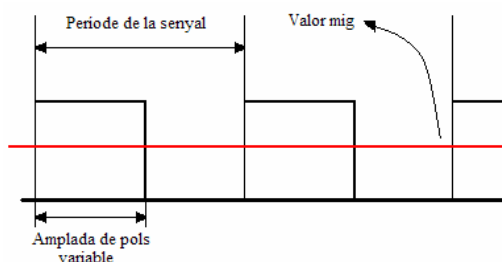 Periode de la senyal
Valor mig
Amplada de pols
variable